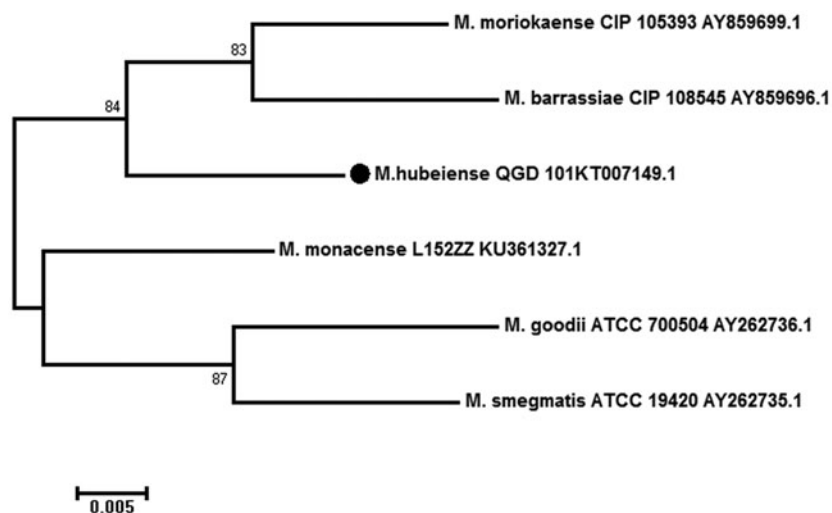 M. moriokaense CIP 105393 AY859699.1
83
84
M. barrassiae CIP 108545 AY859696.1
M.hubeiense QGD 101KT007149.1
M. monacense L152ZZ KU361327.1
M. goodii ATCC 700504 AY262736.1
87
M. smegmatis ATCC 19420 AY262735.1
0.005